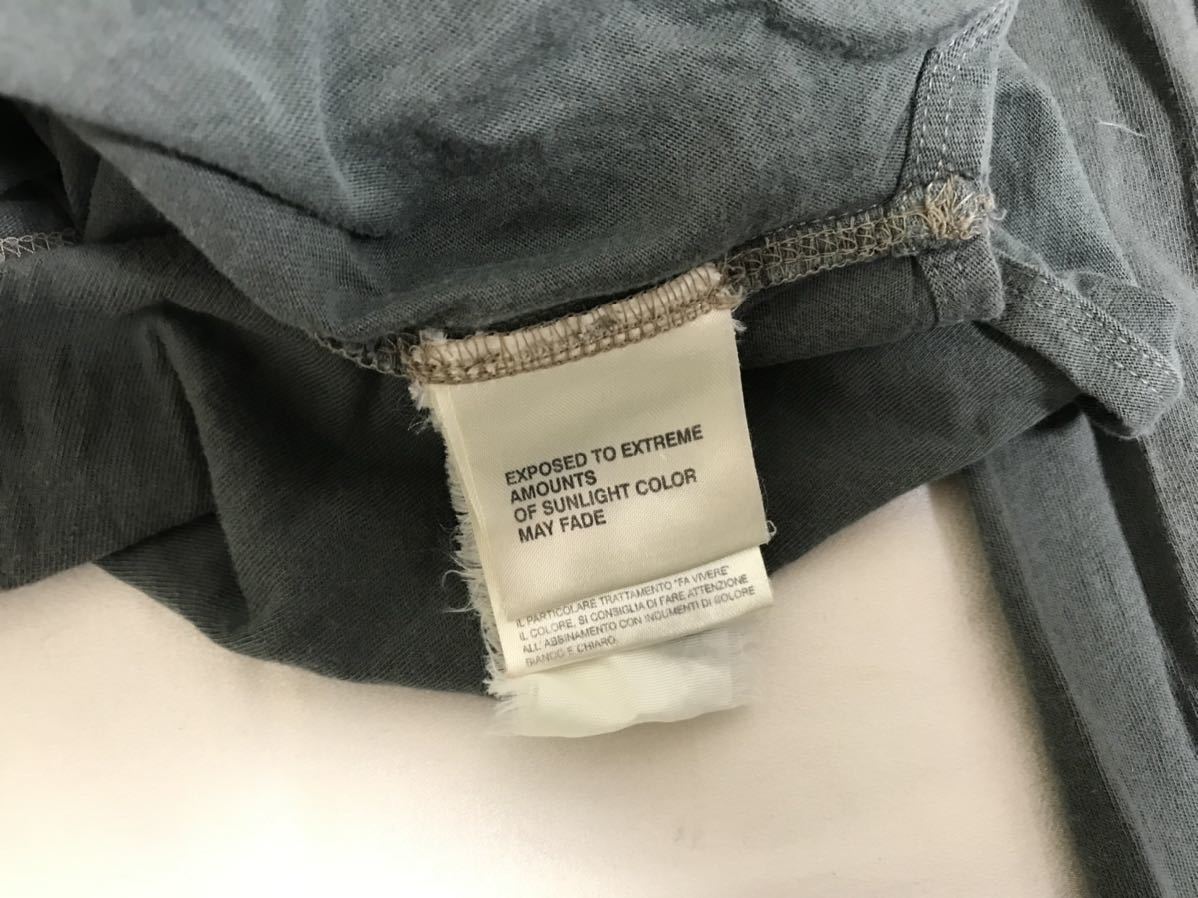 EXPOSED TO EXTREME
AMOUNTS
OF SUNLIGHT COLOR
MAY FADE
IL PARTICOLARE TRATTAMENTO "FA VIVERE"
IL COLORE, SI CONSIGLIA DI FARE ATTENZIONE
ALL' ABBINAMENTO CON INDUMENTI DI COLORE
BIANCO E CHIARO.